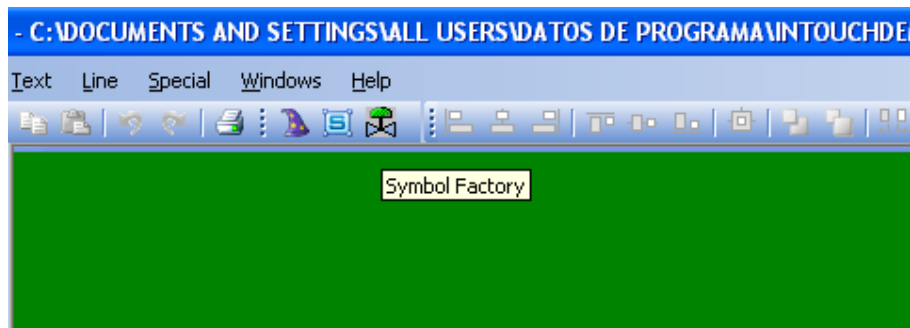 - C:\DOCUMENTS AND SETTINGS\ALL USERS\DATOS DE PROGRAMA\INTOUCHDE
Text Line Special Windows Help
Symbol Factory